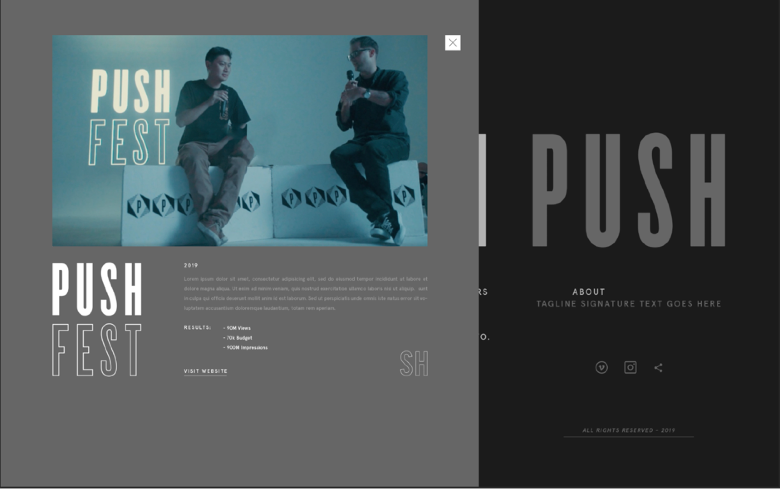 PUSH
FEST
P P P P P P P
PUSH
FEST
2019
Lorem ipsum dolor sit amet, consectetur adipisicing elit, sed do eiusmod tempor incididunt ut labore et
dolore magna aliqua. Ut enim ad minim veniam, quis nostrud exercitation ullamco laboris nisi ut aliquip.
in culpa qui officia deserunt mollit anim id est laborum. Sed ut perspiciatis unde omnis iste natus error sit
voluptatem accusantium doloremque laudantium, totam rem aperiam.
RESULTS:
- 90M Views
- 70k Budget
- 900M Impressions
VISIT WEBSITE
SH
PUSH
RS
ABOUT
TAGLINE SIGNATURE TEXT GOES HERE
O.
ALL RIGHTS RESERVED - 2019